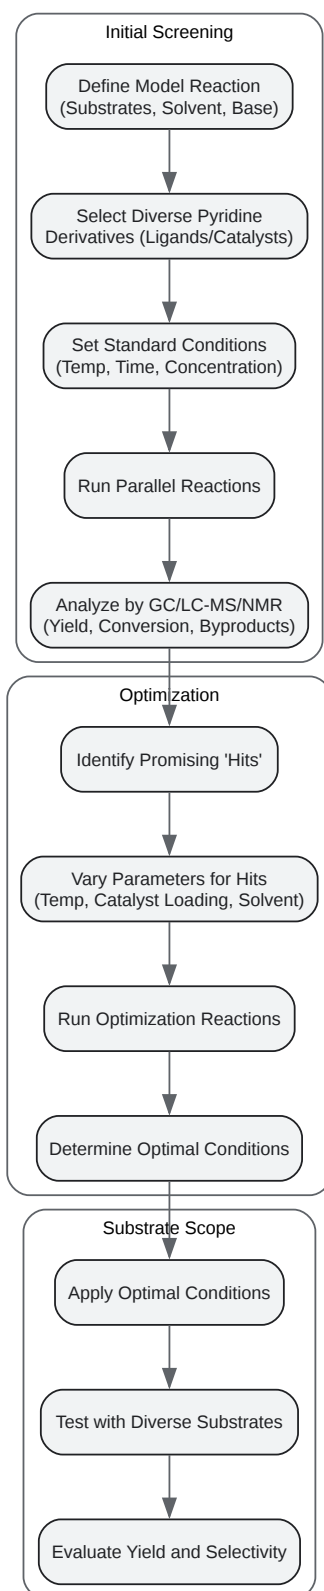 Initial Screening
Define Model Reaction
(Substrates, Solvent, Base)
Select Diverse Pyridine
Derivatives (Ligands/Catalysts)
Set Standard Conditions
(Temp, Time, Concentration)
Run Parallel Reactions
Analyze by GC/LC-MS/NMR
(Yield, Conversion, Byproducts)
Optimization
Identify Promising 'Hits'
Vary Parameters for Hits
(Temp, Catalyst Loading, Solvent)
Run Optimization Reactions
Determine Optimal Conditions
Substrate Scope
Apply Optimal Conditions
Test with Diverse Substrates
Evaluate Yield and Selectivity